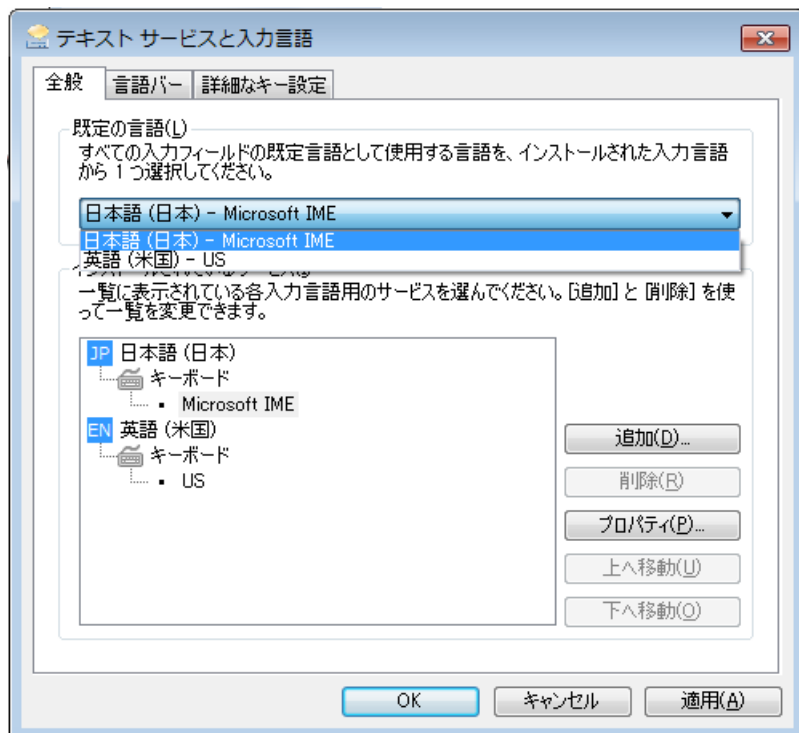 テキスト サービスと入力言語
全般
言語バー
詳細なキー設定
既定の言語(L)
すべての入力フィールドの既定言語として使用する言語を、インストールされた入力言語
から 1 つ選択してください。
日本語 (日本) - Microsoft IME
日本語 (日本) - Microsoft IME
英語 (米国) - US
一覧に表示されている各入力言語用のサービスを選んでください。[追加] と [削除] を使
って一覧を変更できます。
JP 日本語 (日本)
キーボード
Microsoft IME
EN 英語 (米国)
キーボード
US
追加(D)...
削除(R)
プロパティ(P)...
上へ移動(U)
下へ移動(O)
OK
キャンセル
適用(A)